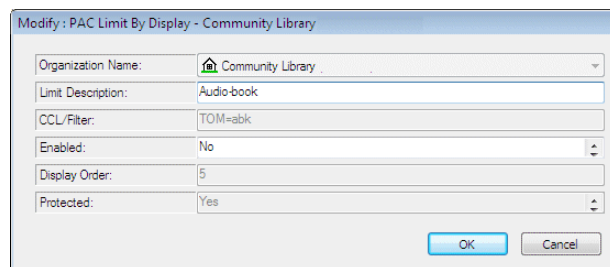 Modify : PAC Limit By Display - Community Library
Organization Name: Community Library
Limit Description: Audio-book
CCL/Filter: TOM=abk
Enabled: No
Display Order: 5
Protected: Yes
OK Cancel